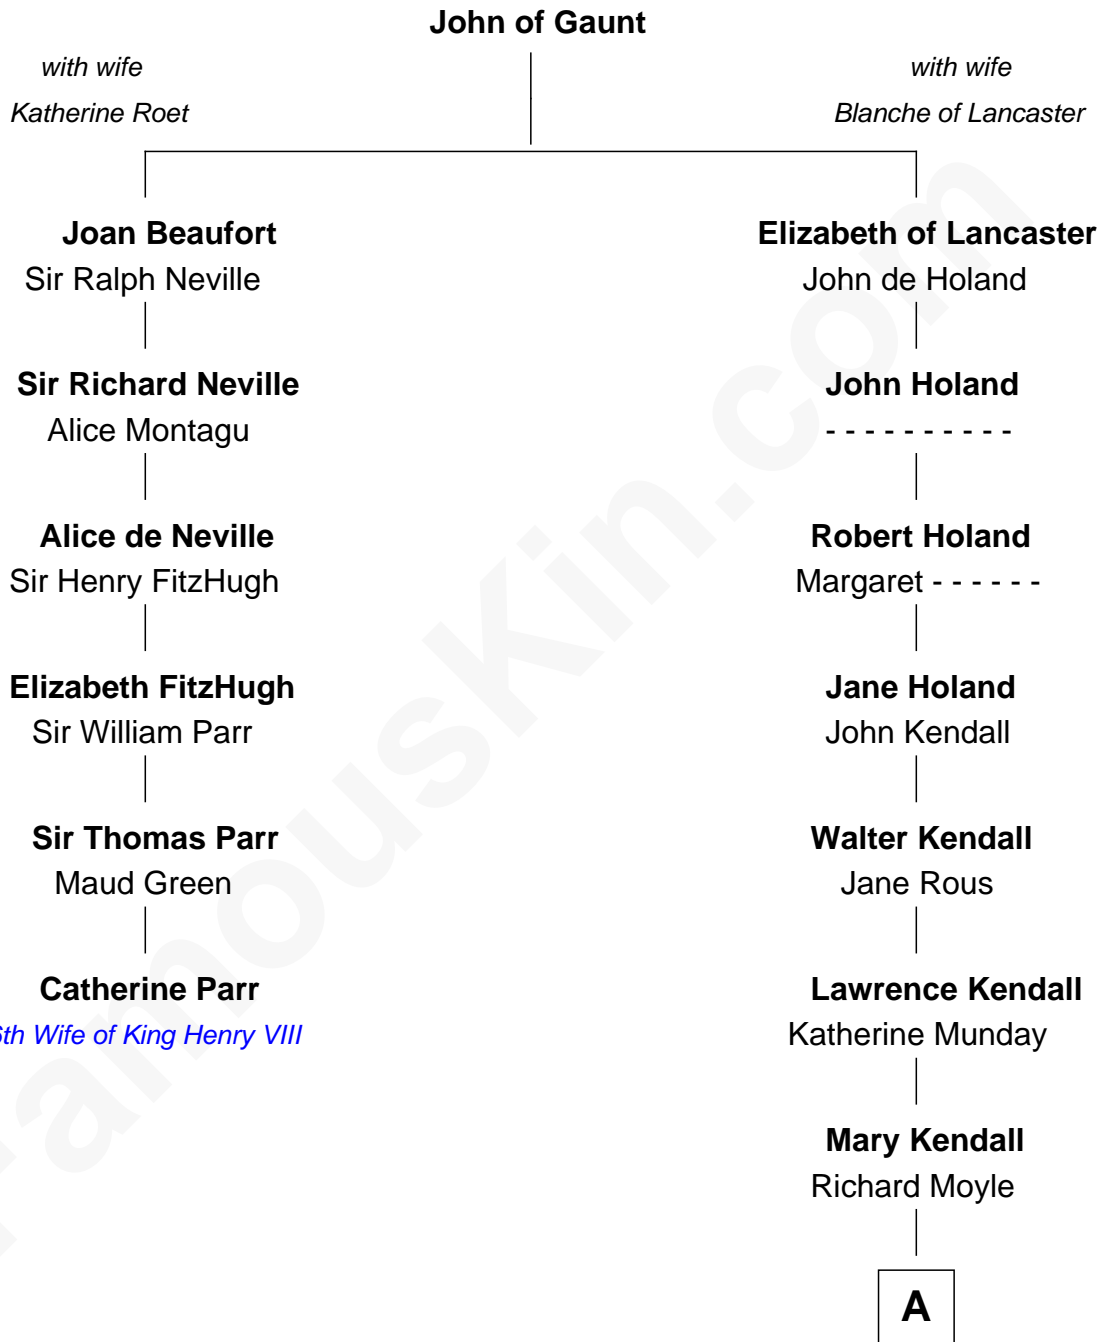 John of Gaunt
with wife
Katherine Roet
with wife
Blanche of Lancaster
Joan Beaufort
Sir Ralph Neville
Sir Richard Neville
Alice Montagu
Alice de Neville
Sir Henry FitzHugh
Elizabeth FitzHugh
Sir William Parr
Sir Thomas Parr
Maud Green
Catherine Parr
6th Wife of King Henry VIII
Elizabeth of Lancaster
John de Holand
John Holand
- - - - - - - - - -
Robert Holand
Margaret - - - - - -
Jane Holand
John Kendall
Walter Kendall
Jane Rous
Lawrence Kendall
Katherine Munday
Mary Kendall
Richard Moyle
A
FamousKin.com